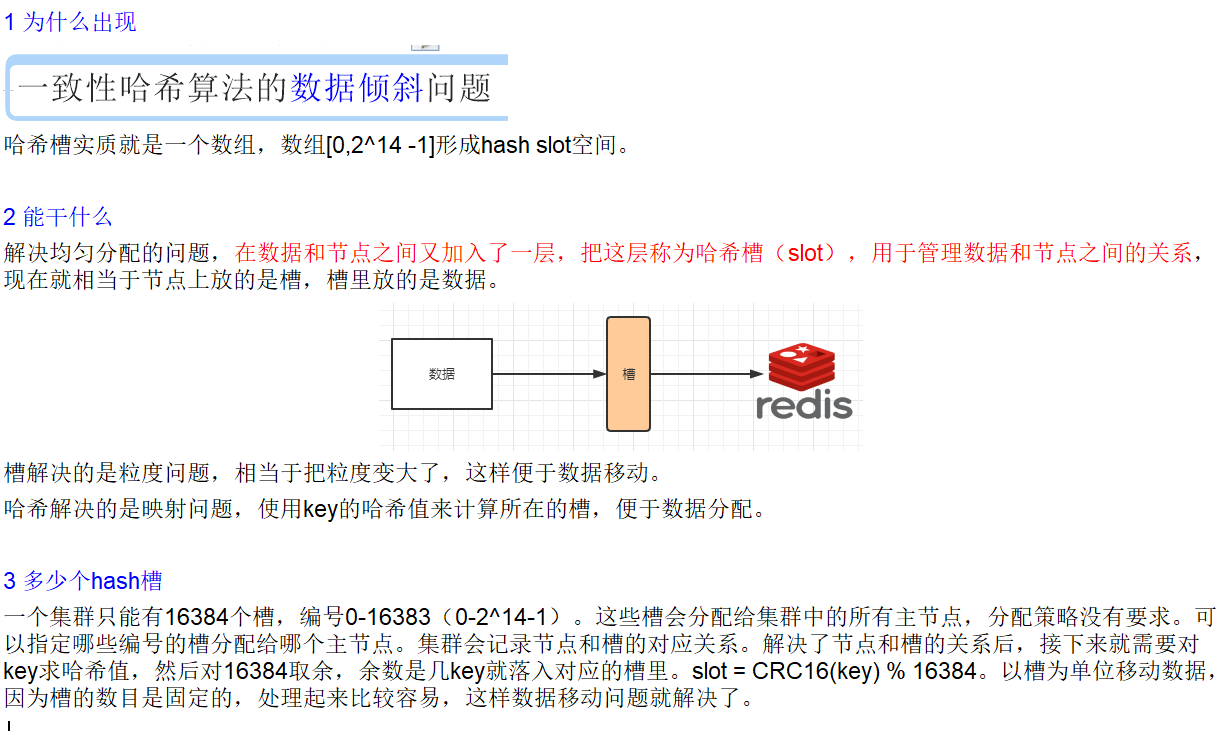 1 为什么出现
一致性哈希算法的数据倾斜问题
哈希槽实质就是一个数组，数组[0,2^14 -1]形成hash slot空间。
2 能干什么
解决均匀分配的问题，在数据和节点之间又加入了一层，把这层称为哈希槽（slot），用于管理数据和节点之间的关系，
现在就相当于节点上放的是槽，槽里放的是数据。
数据
槽
redis
槽解决的是粒度问题，相当于把粒度变大了，这样便于数据移动。
哈希解决的是映射问题，使用key的哈希值来计算所在的槽，便于数据分配。
3 多少个hash槽
一个集群只能有16384个槽，编号0-16383（0-2^14-1）。这些槽会分配给集群中的所有主节点，分配策略没有要求。可
以指定哪些编号的槽分配给哪个主节点。集群会记录节点和槽的对应关系。解决了节点和槽的关系后，接下来就需要对
key求哈希值，然后对16384取余，余数是几key就落入对应的槽里。slot = CRC16(key) % 16384。以槽为单位移动数据，
因为槽的数目是固定的，处理起来比较容易，这样数据移动问题就解决了。